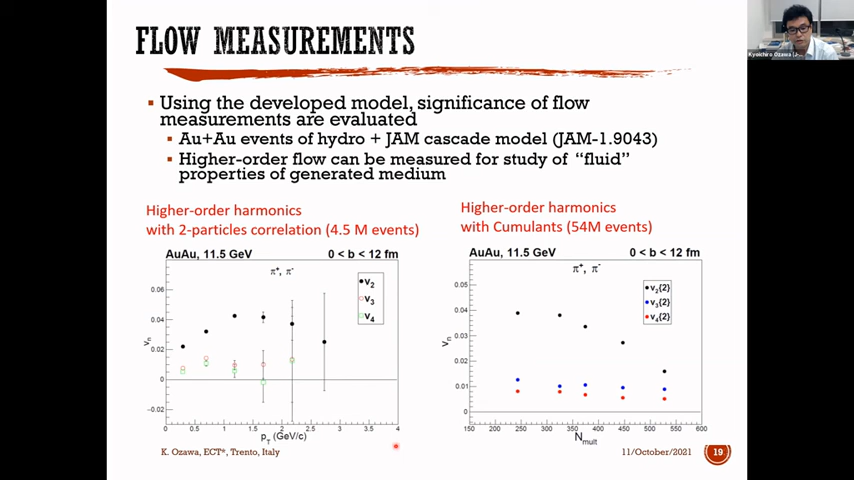 FLOW MEASUREMENTS
Using the developed model, significance of flow
measurements are evaluated
Au+Au events of hydro + JAM cascade model (JAM-1.9043)
Higher-order flow can be measured for study of “fluid”
properties of generated medium
Higher-order harmonics
with 2-particles correlation (4.5 M events)
AuAu, 11.5 GeV 0 < b < 12 fm
π+, π-
v2
v3
v4
vn
0.06
0.04
0.02
0
−0.02
0 0.5 1 1.5 2 2.5 3 3.5 4
pT (GeV/c)
Higher-order harmonics
with Cumulants (54M events)
AuAu, 11.5 GeV 0 < b < 12 fm
π+, π-
v2{2}
v3{2}
v4{2}
vn
0.05
0.04
0.03
0.02
0.01
0
150 200 250 300 350 400 450 500 550 600
Nmult
K. Ozawa, ECT*, Trento, Italy
11/October/2021
19
Kyoichiro Ozawa